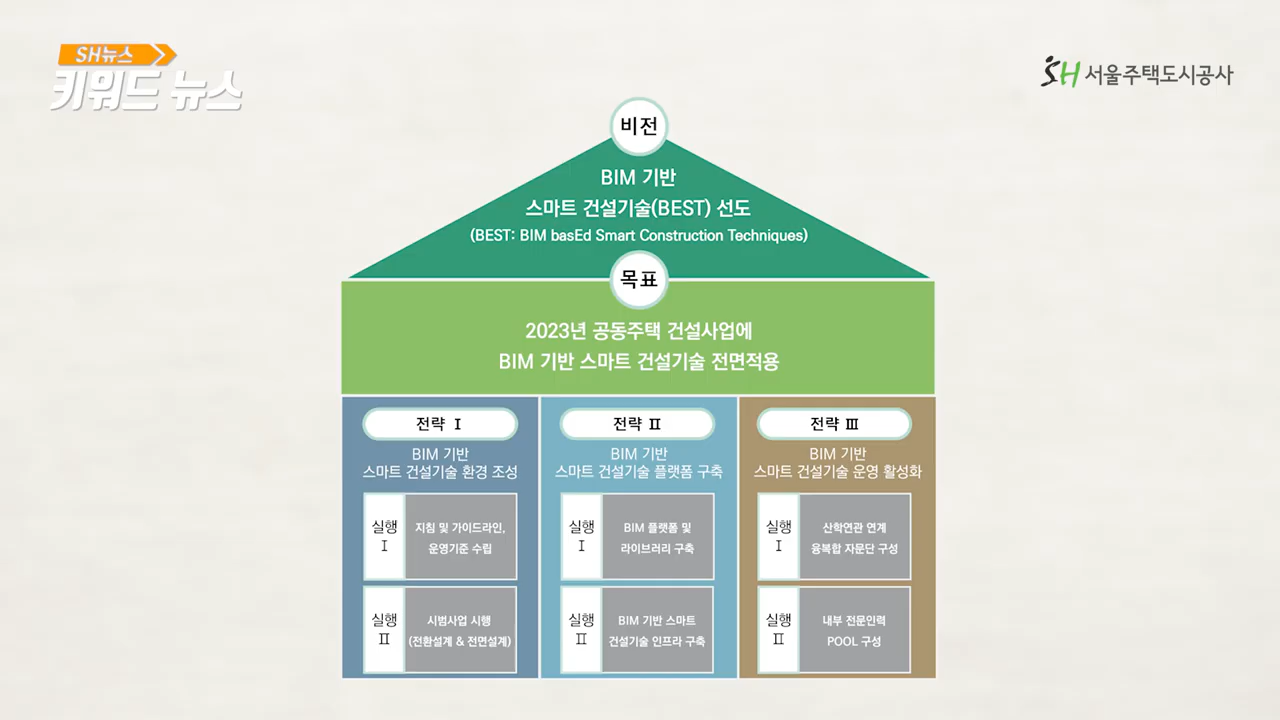 SH뉴스
키워드 뉴스
SH 서울주택도시공사
비전
BIM 기반
스마트 건설기술(BEST) 선도
(BEST: BIM basEd Smart Construction Techniques)
목표
2023년 공동주택 건설사업에
BIM 기반 스마트 건설기술 전면적용
전략 Ⅰ
BIM 기반
스마트 건설기술 환경 조성
실행
Ⅰ
지침 및 가이드라인,
운영기준 수립
실행
Ⅱ
시범사업 시행
(전환설계 & 전면설계)
전략 Ⅱ
BIM 기반
스마트 건설기술 플랫폼 구축
실행
Ⅰ
BIM 플랫폼 및
라이브러리 구축
실행
Ⅱ
BIM 기반 스마트
건설기술 인프라 구축
전략 Ⅲ
BIM 기반
스마트 건설기술 운영 활성화
실행
Ⅰ
산학연관 연계
융복합 자문단 구성
실행
Ⅱ
내부 전문인력
POOL 구성